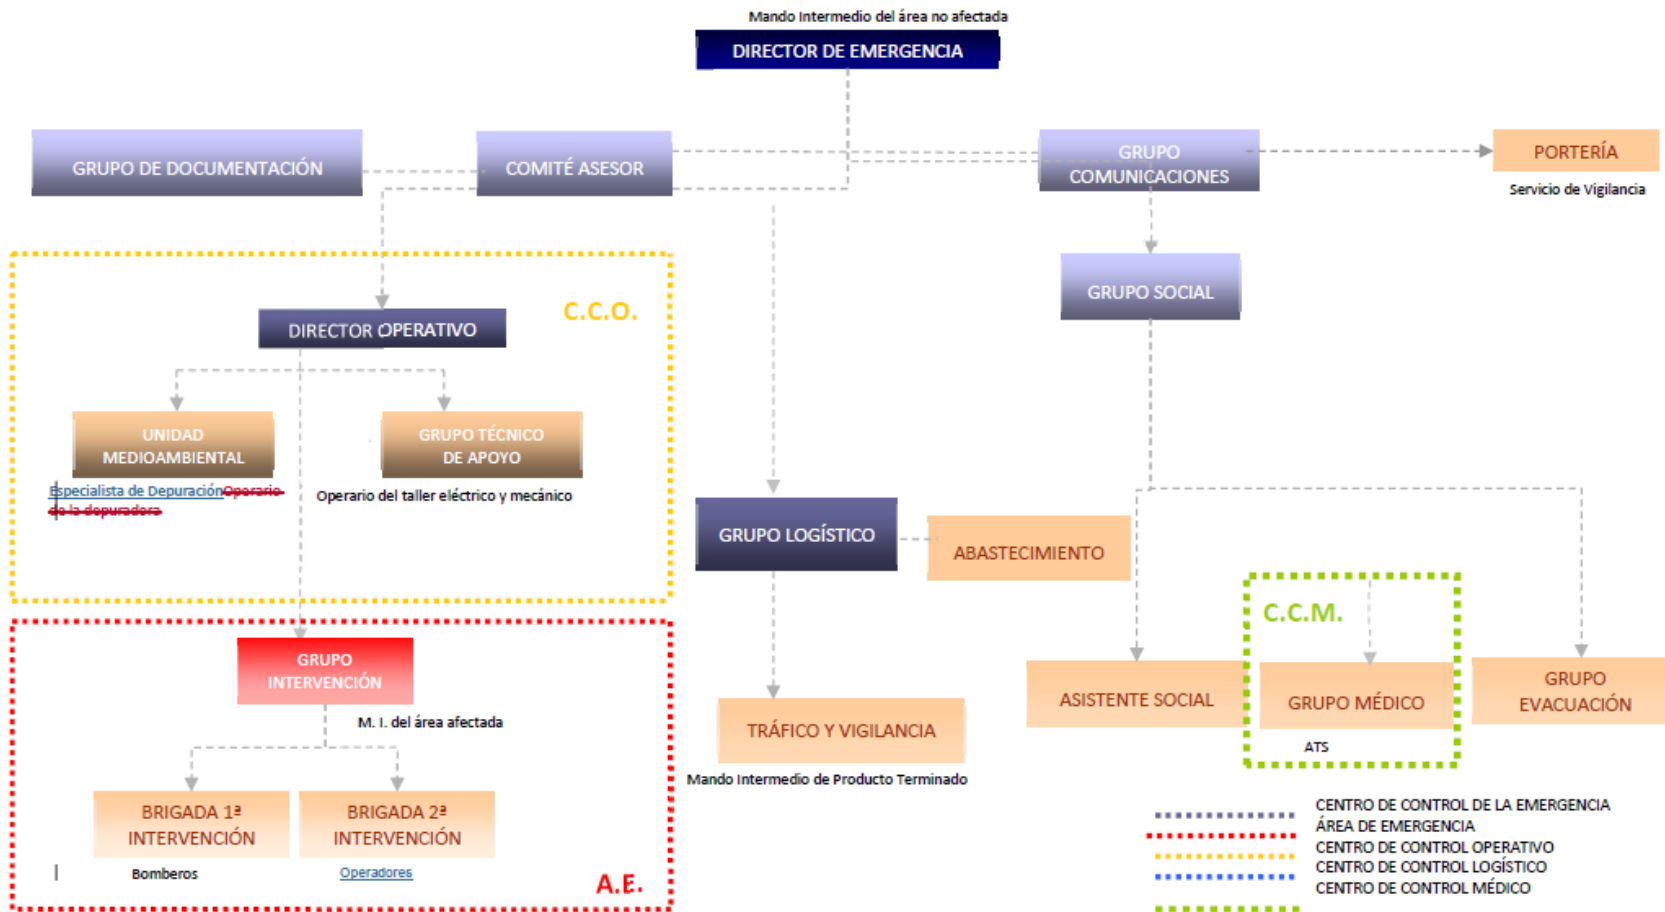 Mando Intermedio del área no afectada
DIRECTOR DE EMERGENCIA
GRUPO DE DOCUMENTACIÓN
COMITÉ ASESOR
GRUPO
COMUNICACIONES
PORTERÍA
Servicio de Vigilancia
GRUPO SOCIAL
C.C.O.
DIRECTOR OPERATIVO
UNIDAD
MEDIOAMBIENTAL
Especialista de DepuraciónOperario
de la depuradora
GRUPO TÉCNICO
DE APOYO
Operario del taller eléctrico y mecánico
GRUPO LOGÍSTICO
ABASTECIMIENTO
C.C.M.
GRUPO
INTERVENCIÓN
M. I. del área afectada
TRÁFICO Y VIGILANCIA
Mando Intermedio de Producto Terminado
ASISTENTE SOCIAL
GRUPO MÉDICO
ATS
GRUPO
EVACUACIÓN
BRIGADA 1ª
INTERVENCIÓN
Bomberos
BRIGADA 2ª
INTERVENCIÓN
Operadores
A.E.
CENTRO DE CONTROL DE LA EMERGENCIA
ÁREA DE EMERGENCIA
CENTRO DE CONTROL OPERATIVO
CENTRO DE CONTROL LOGÍSTICO
CENTRO DE CONTROL MÉDICO